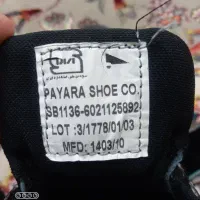 PAYARA SHOE CO.
SB1136-6021125892
LOT :3/1778/01/03
MFD: 1403/10